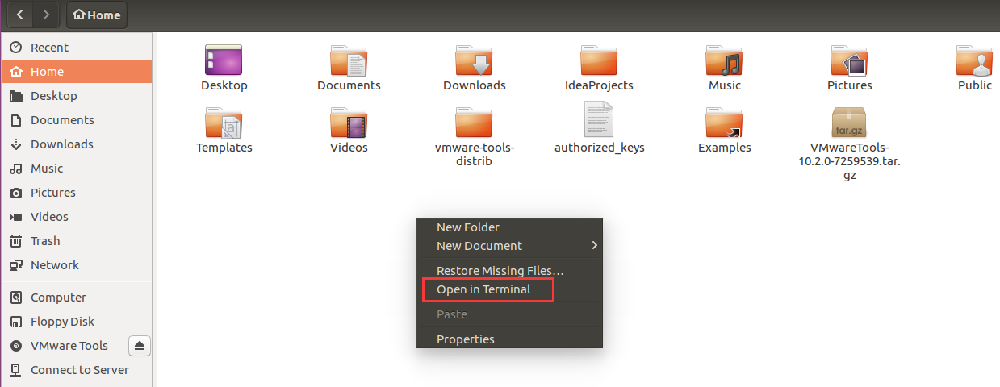 Home
Recent
Home
Desktop
Documents
Downloads
Music
Pictures
Videos
Trash
Network
Computer
Floppy Disk
VMware Tools
Connect to Server
Desktop
Documents
Downloads
IdeaProjects
Music
Pictures
Public
Templates
Videos
vmware-tools-
distrib
authorized_keys
Examples
tar.gz
VMwareTools-
10.2.0-7259539.tar.
gz
New Folder
New Document
Restore Missing Files…
Open in Terminal
Paste
Properties